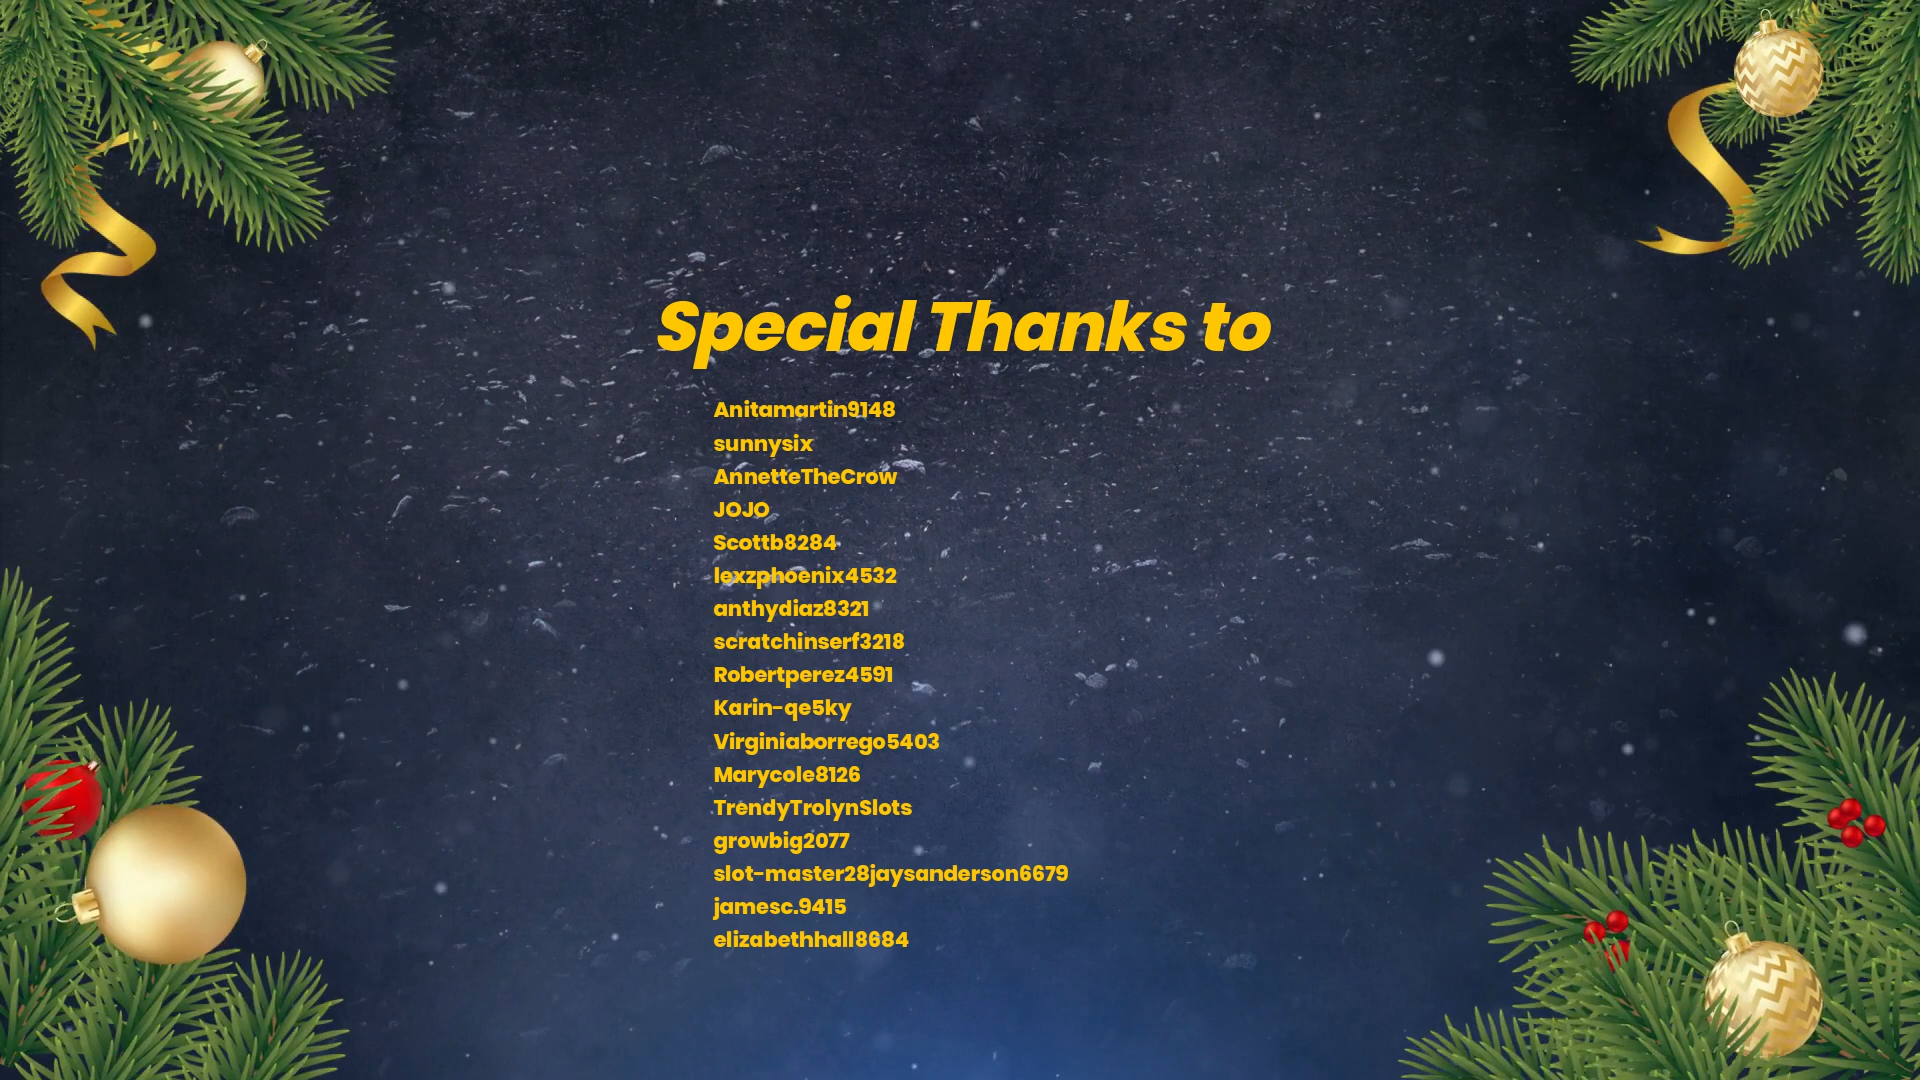 Special Thanks to
Anitamartin9148
sunnysix
AnnetteTheCrow
JOJO
Scottb8284
lexzphoenix4532
anthydiaz8321
scratchinserf3218
Robertperez4591
Karin-qe5ky
Virginiaborrego5403
Marycole8126
TrendyTrolynSlots
growbig2077
slot-master28jaysanderson6679
jamesc.9415
elizabethhall8684